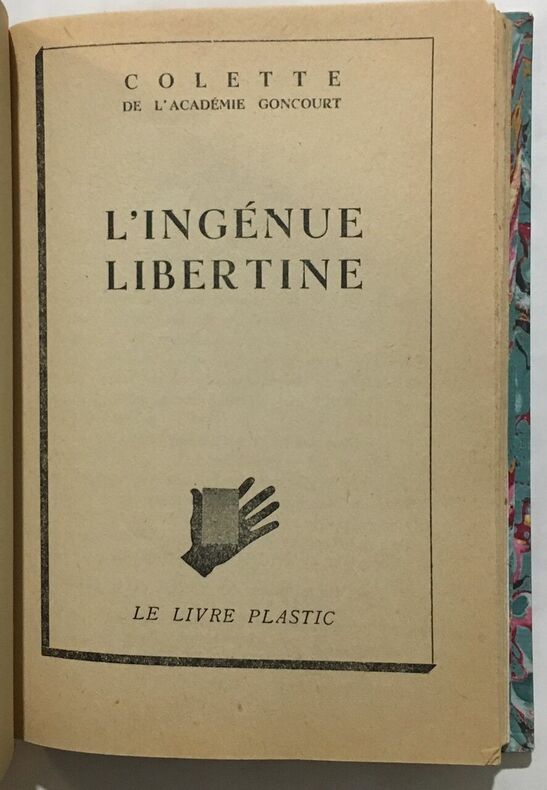 COLETTE
DE L'ACADÉMIE GONCOURT
L'INGÉNUE
LIBERTINE
LE LIVRE PLASTIC